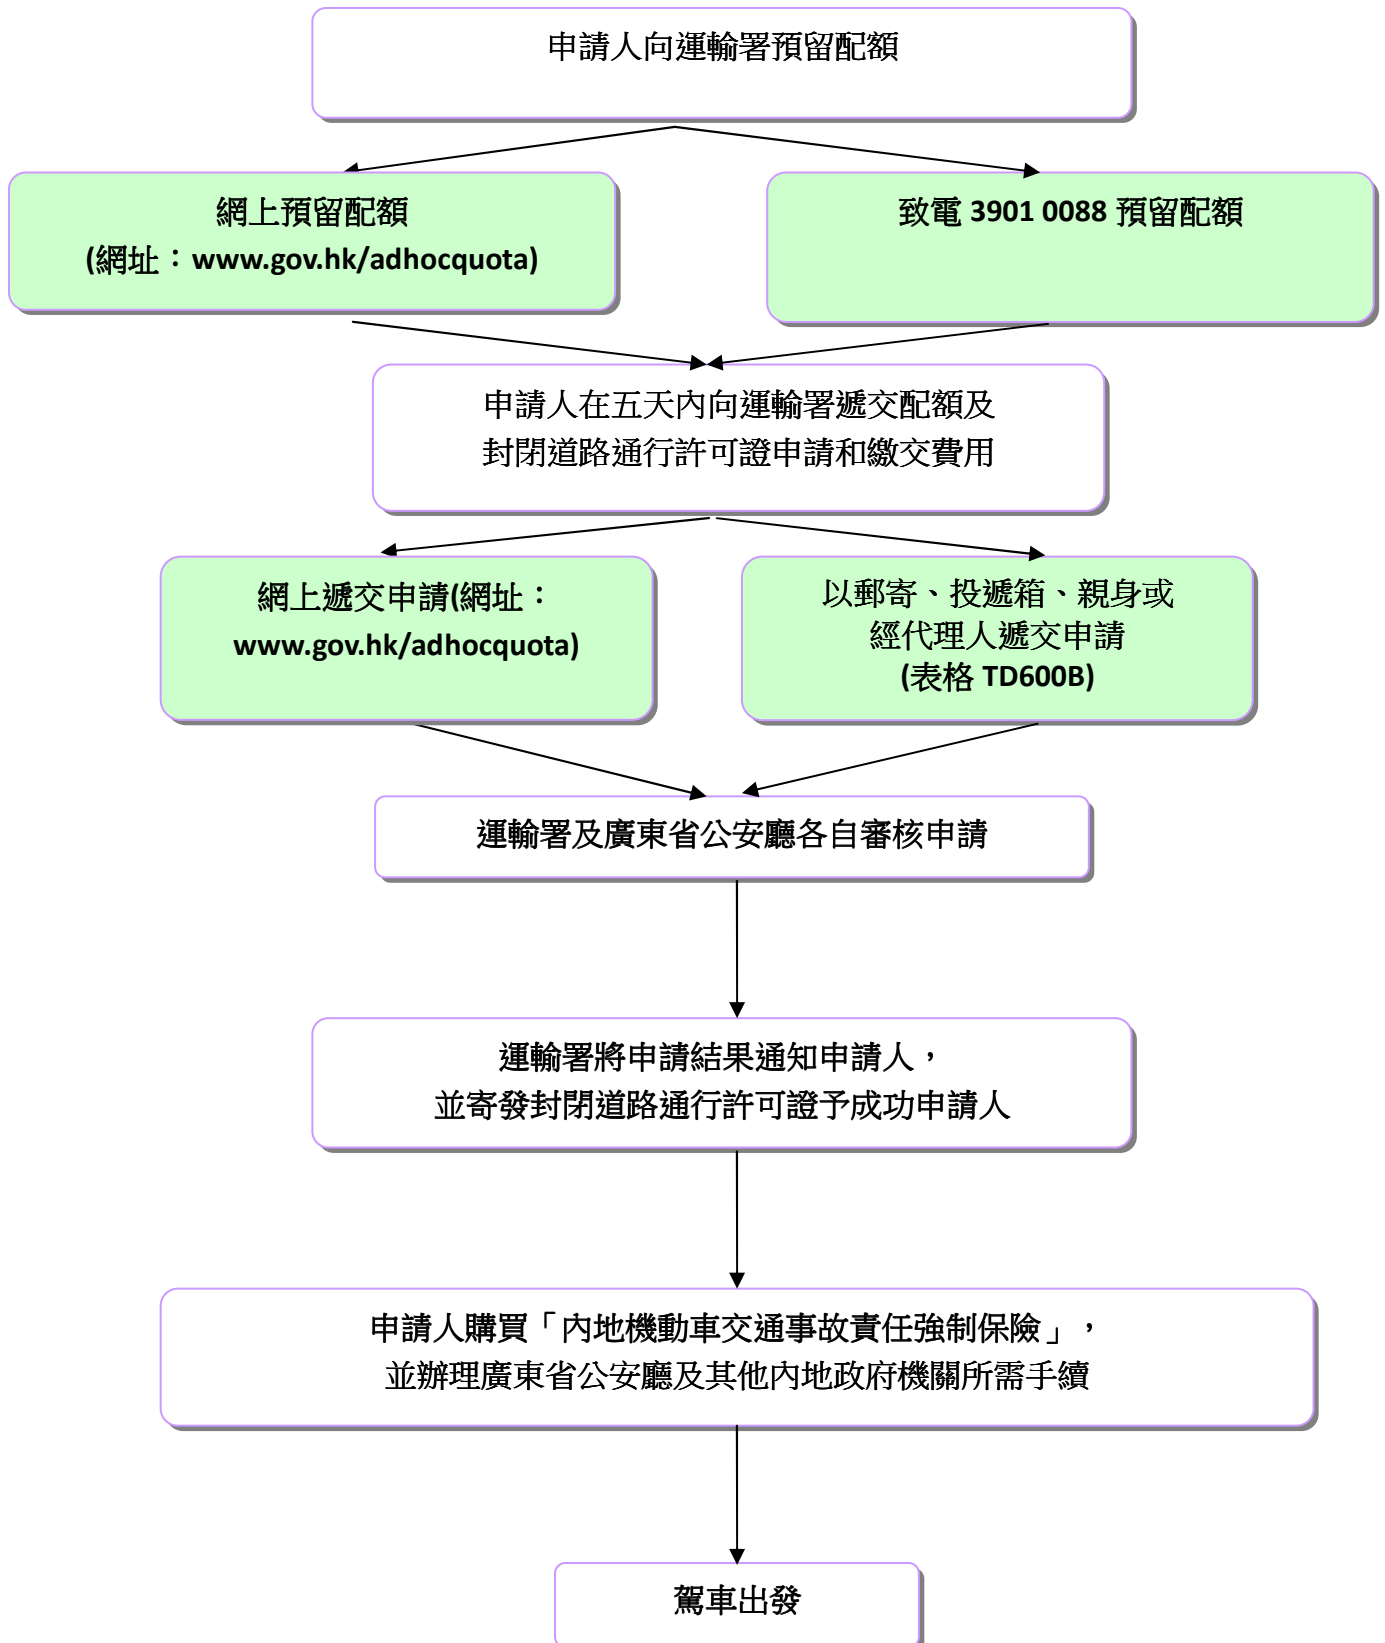 申請人向運輸署預留配額
網上預留配額
(網址：www.gov.hk/adhocquota)
致電 3901 0088 預留配額
申請人在五天內向運輸署遞交配額及
封閉道路通行許可證申請和繳交費用
網上遞交申請(網址：
www.gov.hk/adhocquota)
以郵寄、投遞箱、親身或
經代理人遞交申請
(表格 TD600B)
運輸署及廣東省公安廳各自審核申請
運輸署將申請結果通知申請人，
並寄發封閉道路通行許可證予成功申請人
申請人購買「內地機動車交通事故責任強制保險」，
並辦理廣東省公安廳及其他內地政府機關所需手續
駕車出發